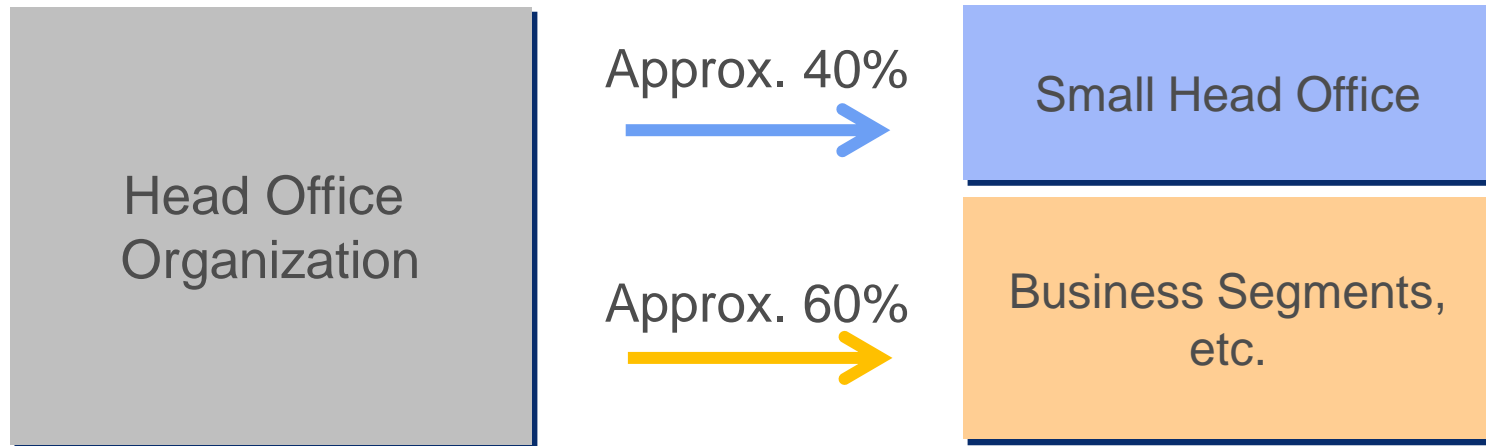 Head Office
Organization
Approx. 40%
Approx. 60%
Small Head Office
Business Segments,
etc.